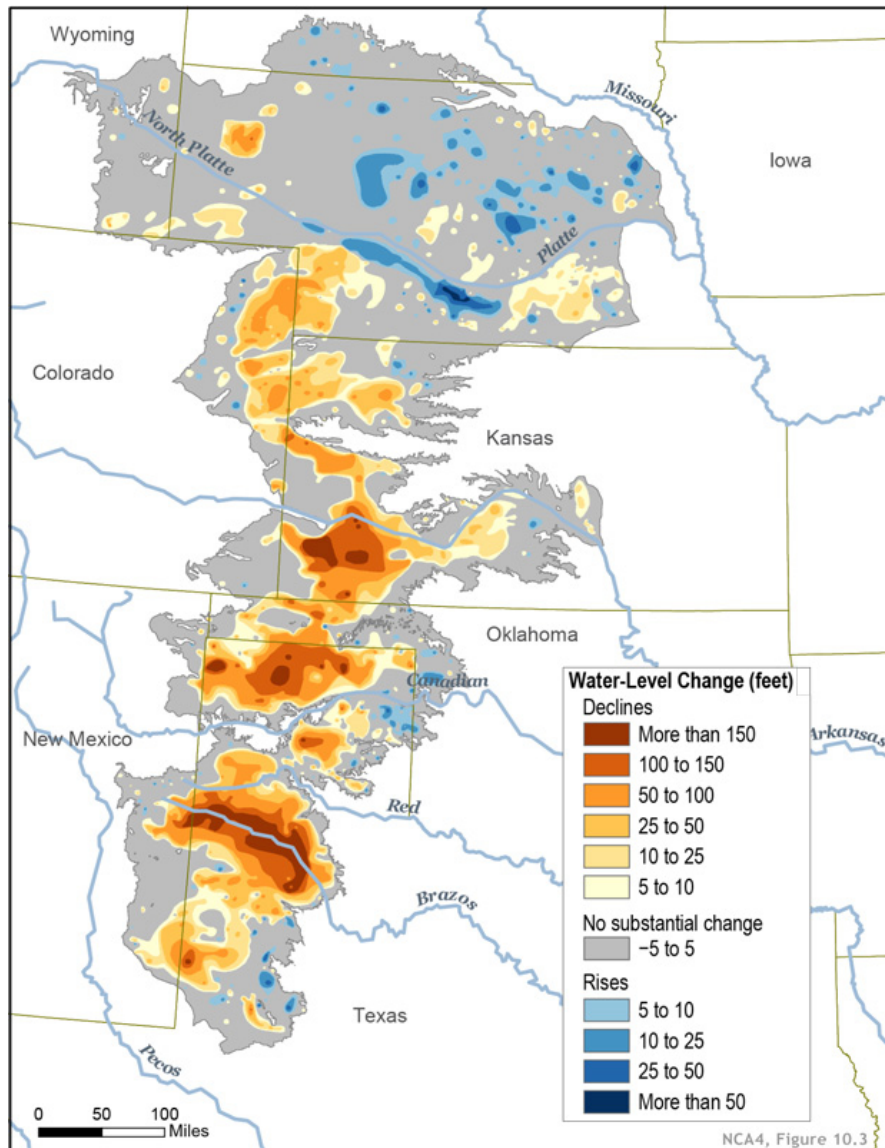 Wyoming
Missouri
North Platte
Iowa
Platte
Colorado
Kansas
Oklahoma
Canadian
New Mexico
Arkansas
Red
Brazos
Texas
Pecos
Water-Level Change (feet)
Declines
More than 150
100 to 150
50 to 100
25 to 50
10 to 25
5 to 10
No substantial change
−5 to 5
Rises
5 to 10
10 to 25
25 to 50
More than 50
0 50 100
Miles
NCA4, Figure 10.3